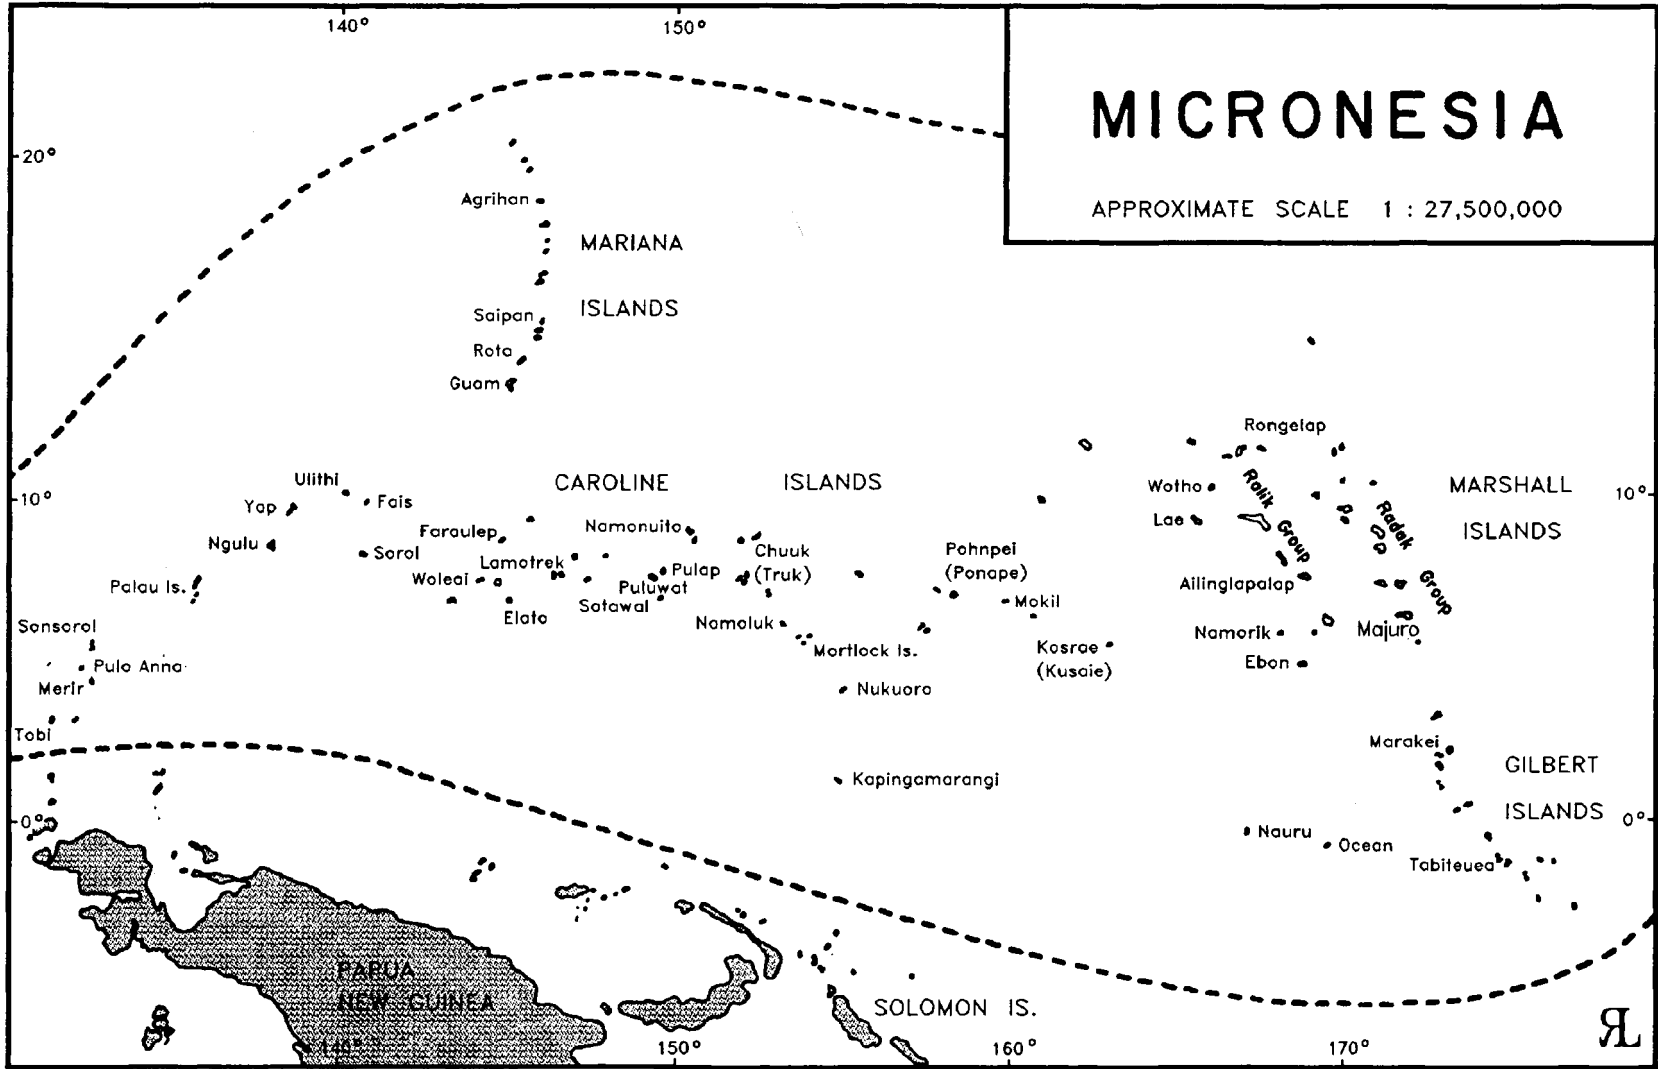 140°
150°
MICRONESIA
APPROXIMATE SCALE 1 : 27,500,000
20°
Agrihan
MARIANA
ISLANDS
Saipan
Rota
Guam
Rongelap
Ulithi
CAROLINE ISLANDS
Wotho
MARSHALL
10°
10°
Yap
Fais
Ralik Group
Radak Group
Lae
ISLANDS
Faraulep
Namonuito
Ngulu
Sorol
Chuuk
(Truk)
Pohnpei
(Ponape)
Lamotrek
Pulap
Woleai
Puluwat
Ailinglapalap
Palau Is.
Satawal
Mokil
Elato
Sonsorol
Namoluk
Namorik
Majuro
Mortlock Is.
Kosrae
(Kusaie)
Ebon
Pulo Anna
Merir
Nukuoro
Tobi
Marakei
GILBERT
ISLANDS
Kapingamarangi
0°
0°
Nauru
Ocean
Tabiteuea
PAPUA
NEW GUINEA
SOLOMON IS.
140°
150°
160°
170°
RL